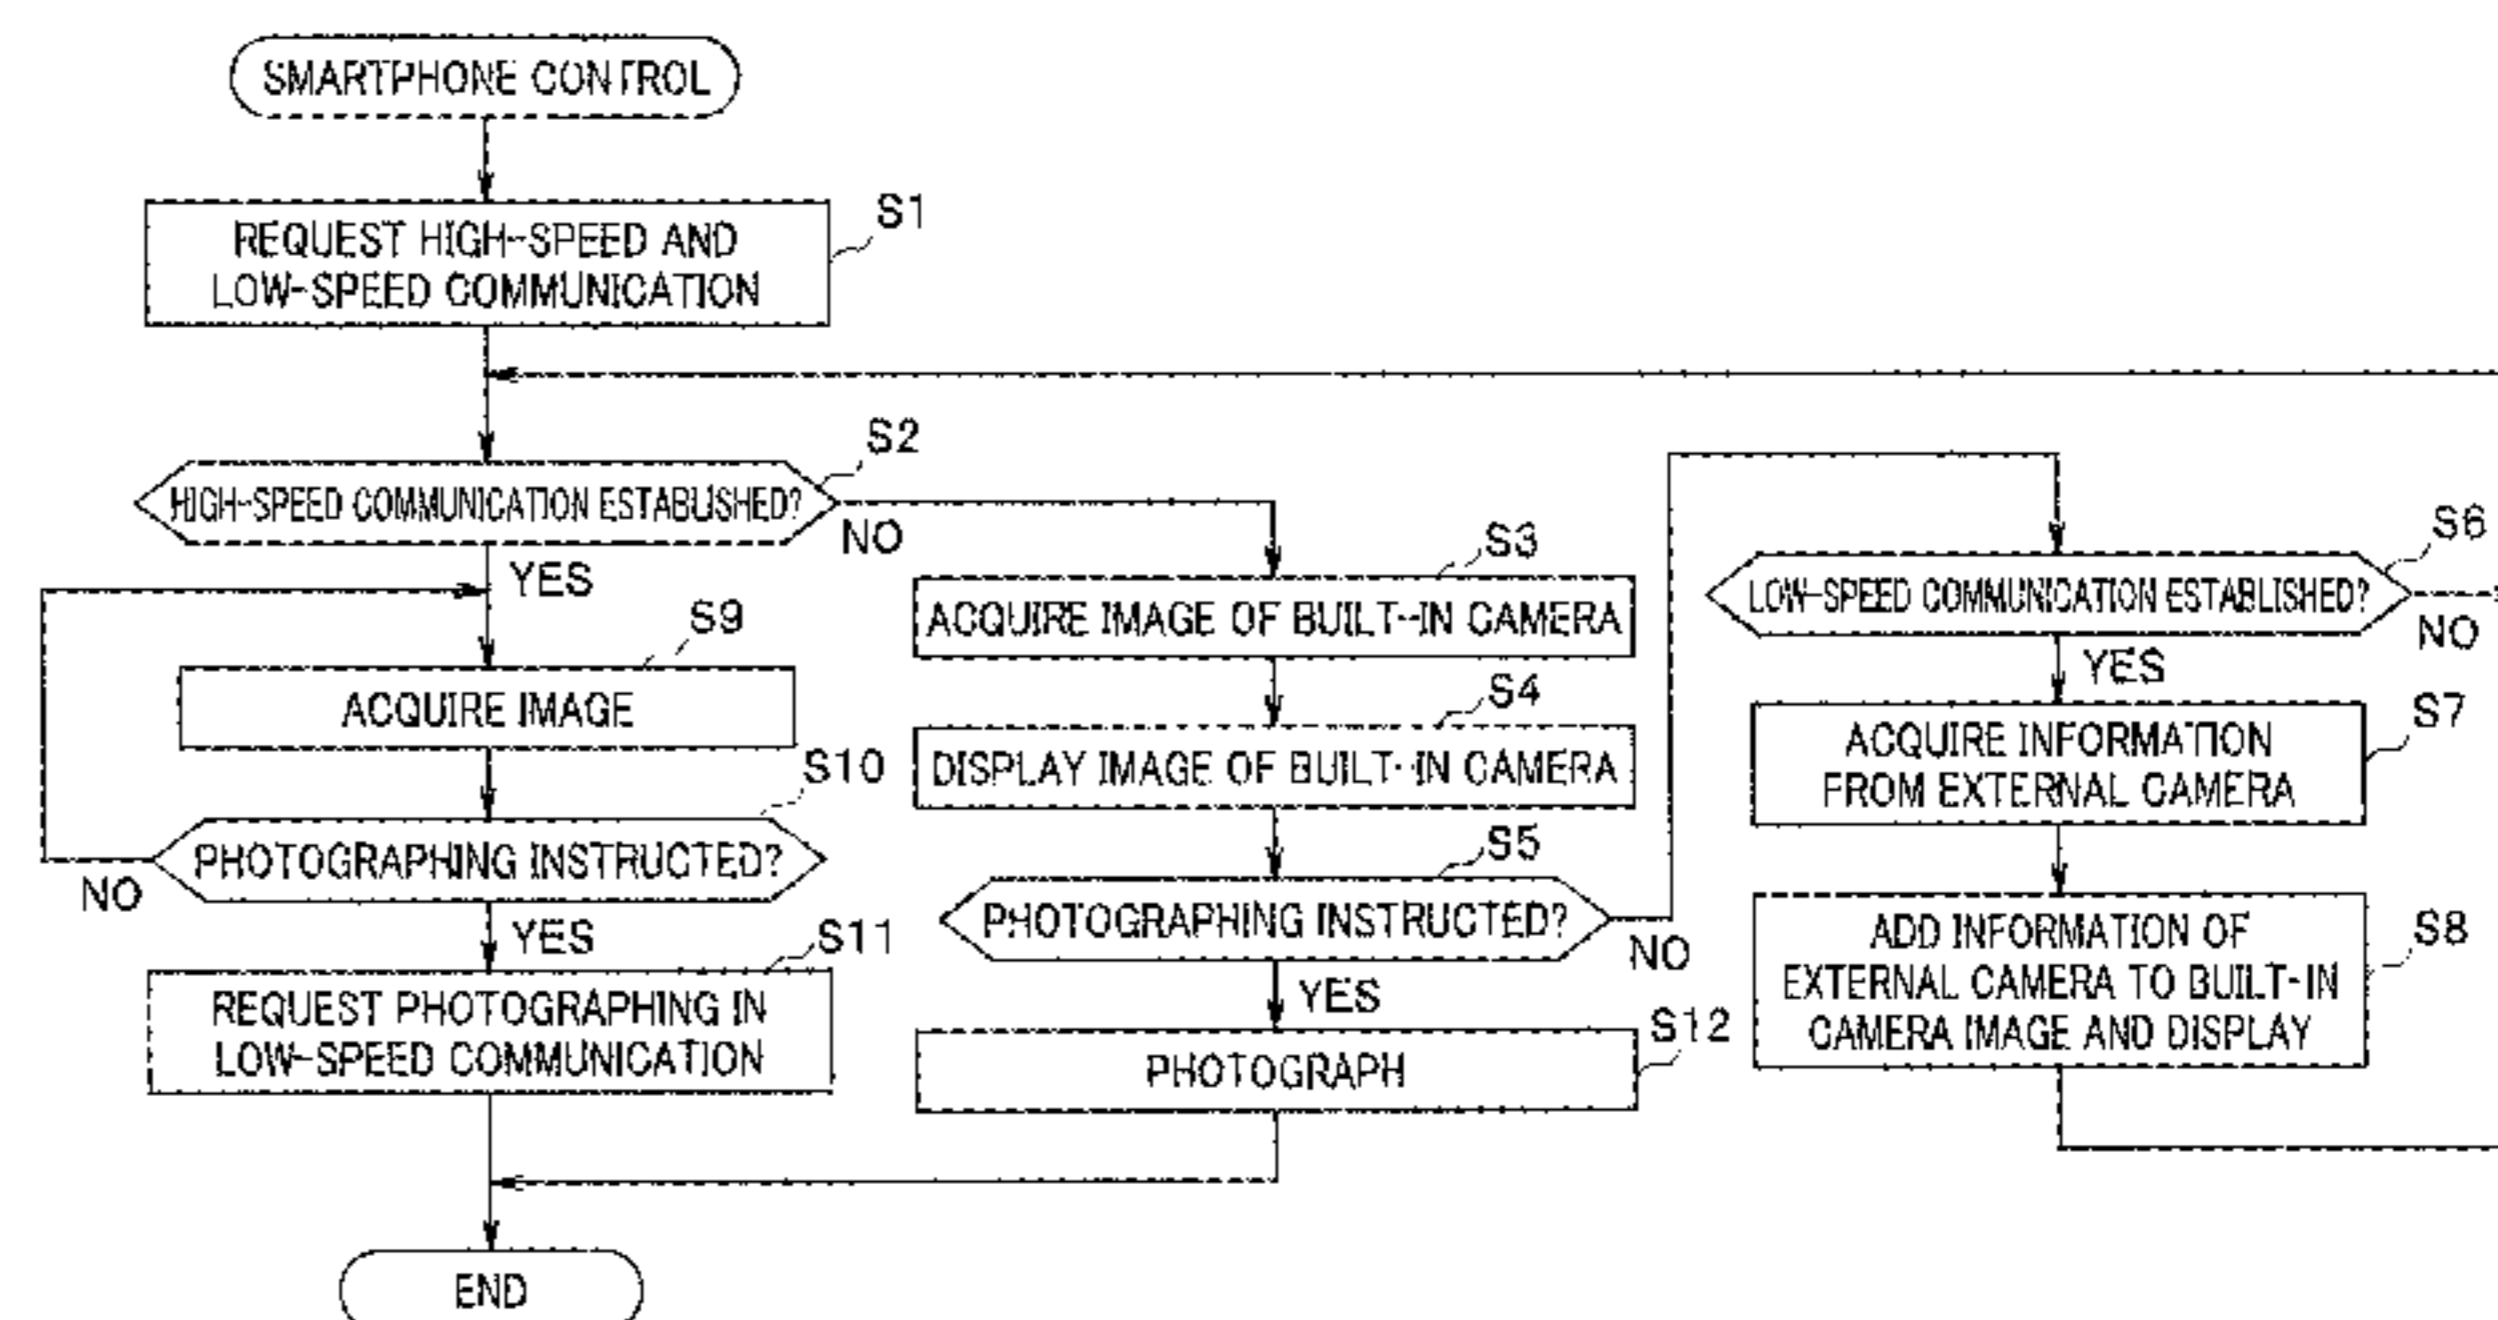 SMARTPHONE CONTROL
S1
REQUEST HIGH-SPEED AND
LOW-SPEED COMMUNICATION
S2
HIGH-SPEED COMMUNICATION ESTABLISHED?
NO
YES
S9
ACQUIRE IMAGE
S10
PHOTOGRAPHING INSTRUCTED?
NO
YES
S11
REQUEST PHOTOGRAPHING IN
LOW-SPEED COMMUNICATION
S3
ACQUIRE IMAGE OF BUILT-IN CAMERA
S4
DISPLAY IMAGE OF BUILT-IN CAMERA
S5
PHOTOGRAPHING INSTRUCTED?
NO
YES
S12
PHOTOGRAPH
S6
LOW-SPEED COMMUNICATION ESTABLISHED?
NO
YES
S7
ACQUIRE INFORMATION
FROM EXTERNAL CAMERA
S8
ADD INFORMATION OF
EXTERNAL CAMERA TO BUILT-IN
CAMERA IMAGE AND DISPLAY
END